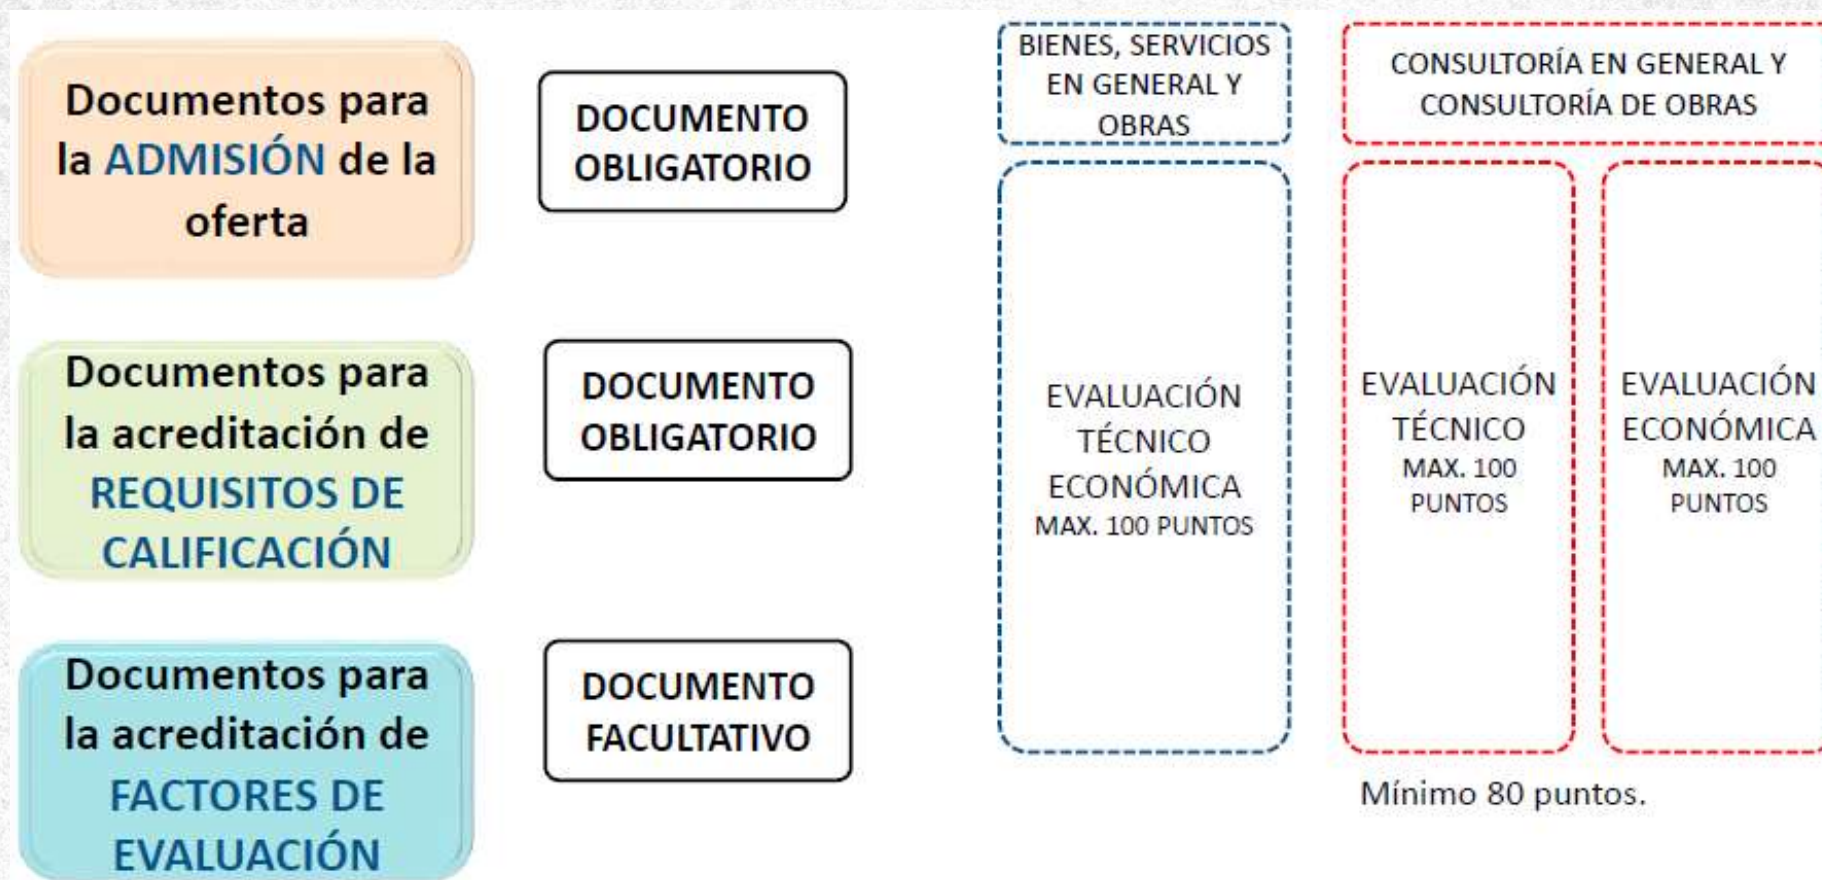 Documentos para
la ADMISIÓN de la
oferta
DOCUMENTO
OBLIGATORIO
Documentos para
la acreditación de
REQUISITOS DE
CALIFICACIÓN
DOCUMENTO
OBLIGATORIO
Documentos para
la acreditación de
FACTORES DE
EVALUACIÓN
DOCUMENTO
FACULTATIVO
BIENES, SERVICIOS
EN GENERAL Y
OBRAS
EVALUACIÓN
TÉCNICO
ECONÓMICA
MAX. 100 PUNTOS
CONSULTORÍA EN GENERAL Y
CONSULTORÍA DE OBRAS
EVALUACIÓN
TÉCNICO
MAX. 100
PUNTOS
EVALUACIÓN
ECONÓMICA
MAX. 100
PUNTOS
Mínimo 80 puntos.